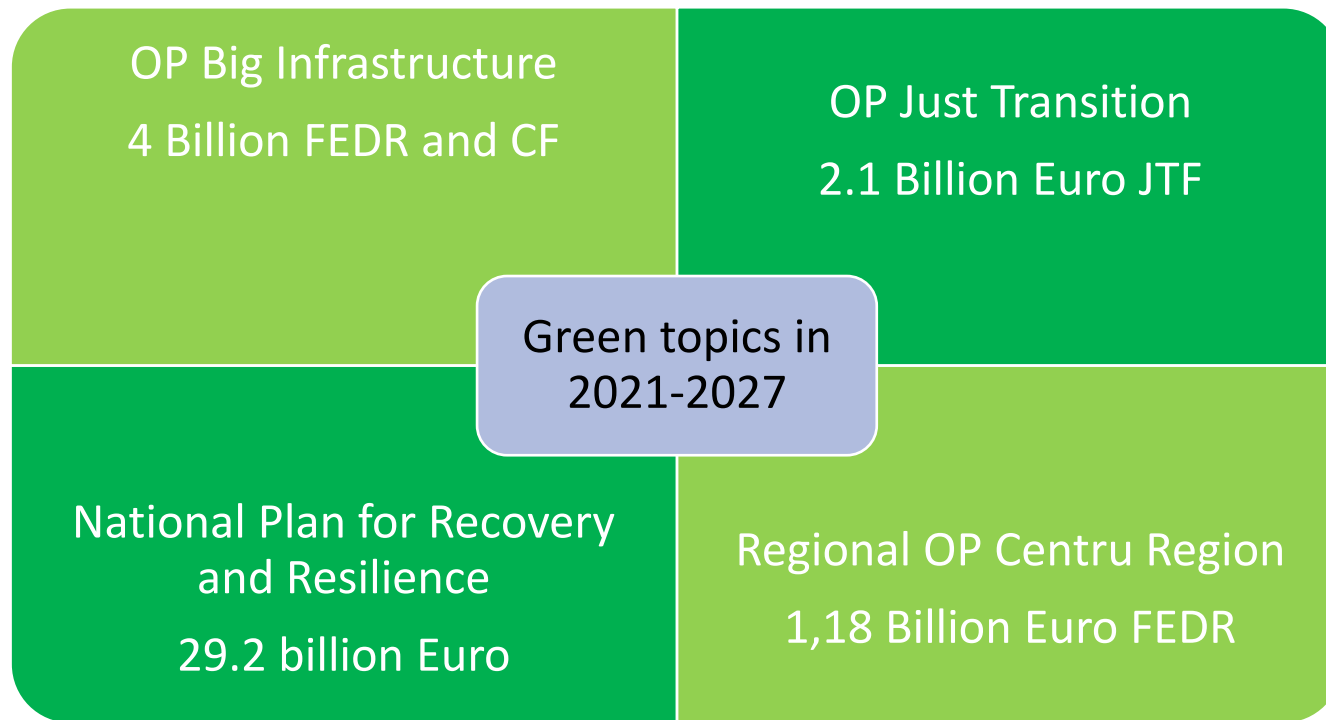 OP Big Infrastructure
4 Billion FEDR and CF
OP Just Transition
2.1 Billion Euro JTF
Green topics in
2021-2027
National Plan for Recovery
and Resilience
29.2 billion Euro
Regional OP Centru Region
1,18 Billion Euro FEDR